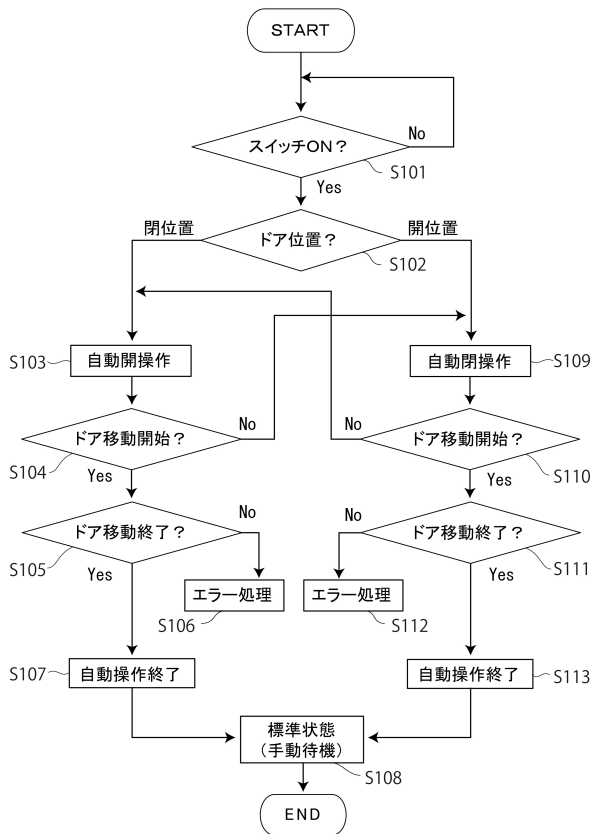 START
スイッチON？
No
S101
Yes
閉位置
ドア位置？
開位置
S102
S103
自動開操作
自動閉操作
S109
ドア移動開始？
No
S104
Yes
No
ドア移動開始？
S110
Yes
ドア移動終了？
No
S105
Yes
No
ドア移動終了？
S111
Yes
エラー処理
S106
エラー処理
S112
S107
自動操作終了
自動操作終了
S113
標準状態
（手動待機）
S108
END